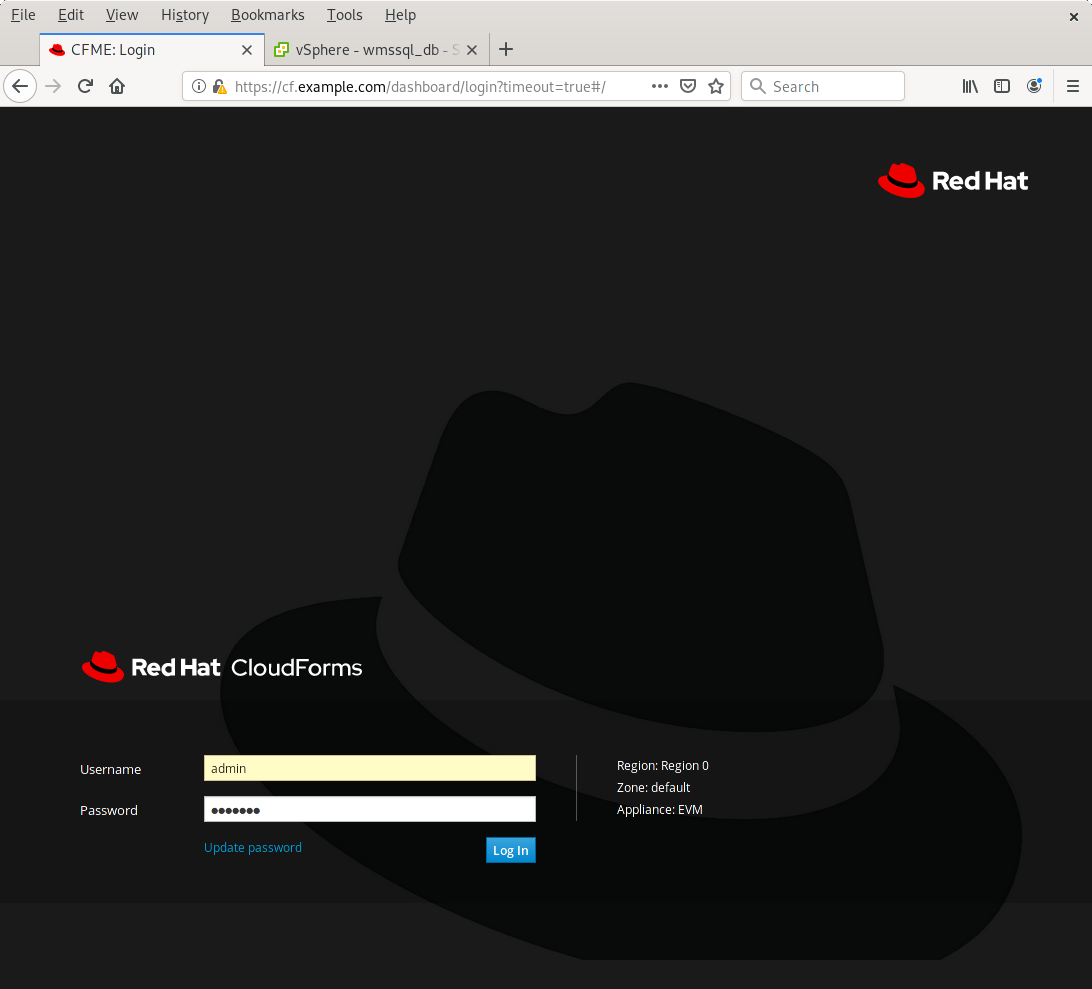 File Edit View History Bookmarks Tools Help
CFME: Login
vSphere - wmssql_db - S
https://cf.example.com/dashboard/login?timeout=true#/
Search
Red Hat
Red Hat CloudForms
Username
admin
Region: Region 0
Zone: default
Password
•••••••
Appliance: EVM
Update password
Log In